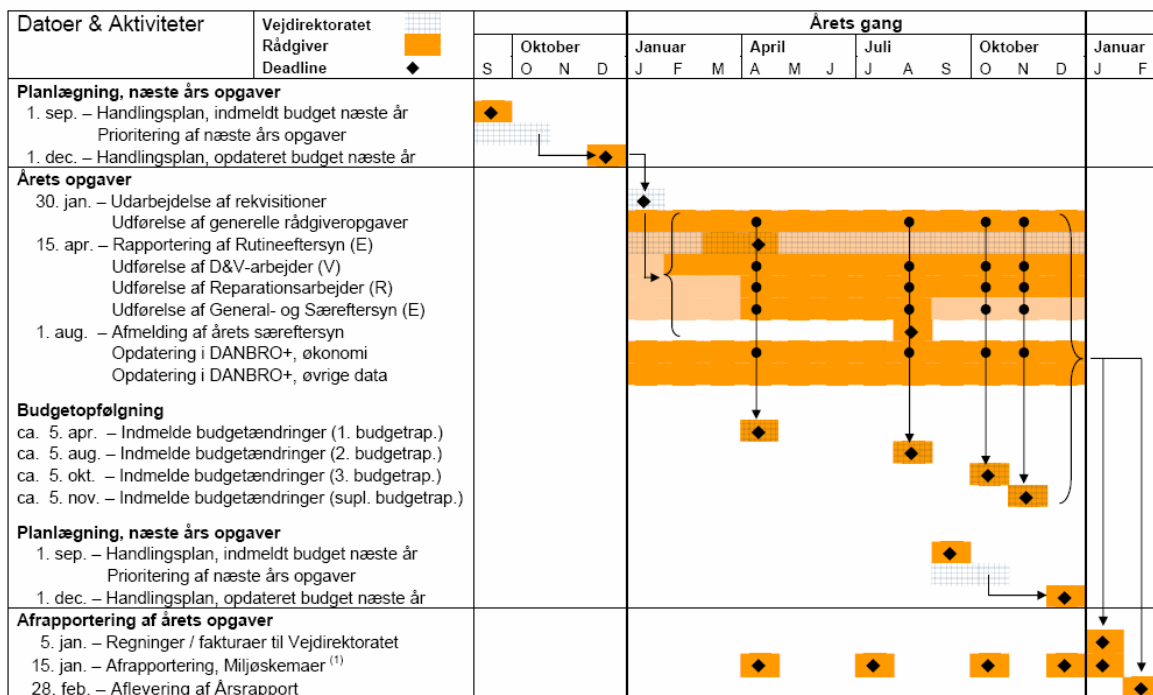 Datoer & Aktiviteter
Vejdirektoratet
Rådgiver
Deadline
Årets gang
Oktober Januar April Juli Oktober Januar
S O N D J F M A M J J A S O N D J F
Planlægning, næste års opgaver
1. sep. – Handlingsplan, indmeldt budget næste år
Prioritering af næste års opgaver
1. dec. – Handlingsplan, opdateret budget næste år
Årets opgaver
30. jan. – Udarbejdelse af rekvisitioner
Udførelse af generelle rådgiveropgaver
15. apr. – Rapportering af Rutineeftersyn (E)
Udførelse af D&V-arbejder (V)
Udførelse af Reparationsarbejder (R)
Udførelse af General- og Særeftersyn (E)
1. aug. – Afmelding af årets særeftersyn
Opdatering i DANBRO+, økonomi
Opdatering i DANBRO+, øvrige data
Budgetopfølgning
ca. 5. apr. – Indmelde budgetændringer (1. budgetrap.)
ca. 5. aug. – Indmelde budgetændringer (2. budgetrap.)
ca. 5. okt. – Indmelde budgetændringer (3. budgetrap.)
ca. 5. nov. – Indmelde budgetændringer (supl. budgetrap.)
Planlægning, næste års opgaver
1. sep. – Handlingsplan, indmeldt budget næste år
Prioritering af næste års opgaver
1. dec. – Handlingsplan, opdateret budget næste år
Afrapportering af årets opgaver
5. jan. – Regninger / fakturaer til Vejdirektoratet
15. jan. – Afrapportering, Miljøskemaer (1)
28. feb. – Aflevering af Årsrapport